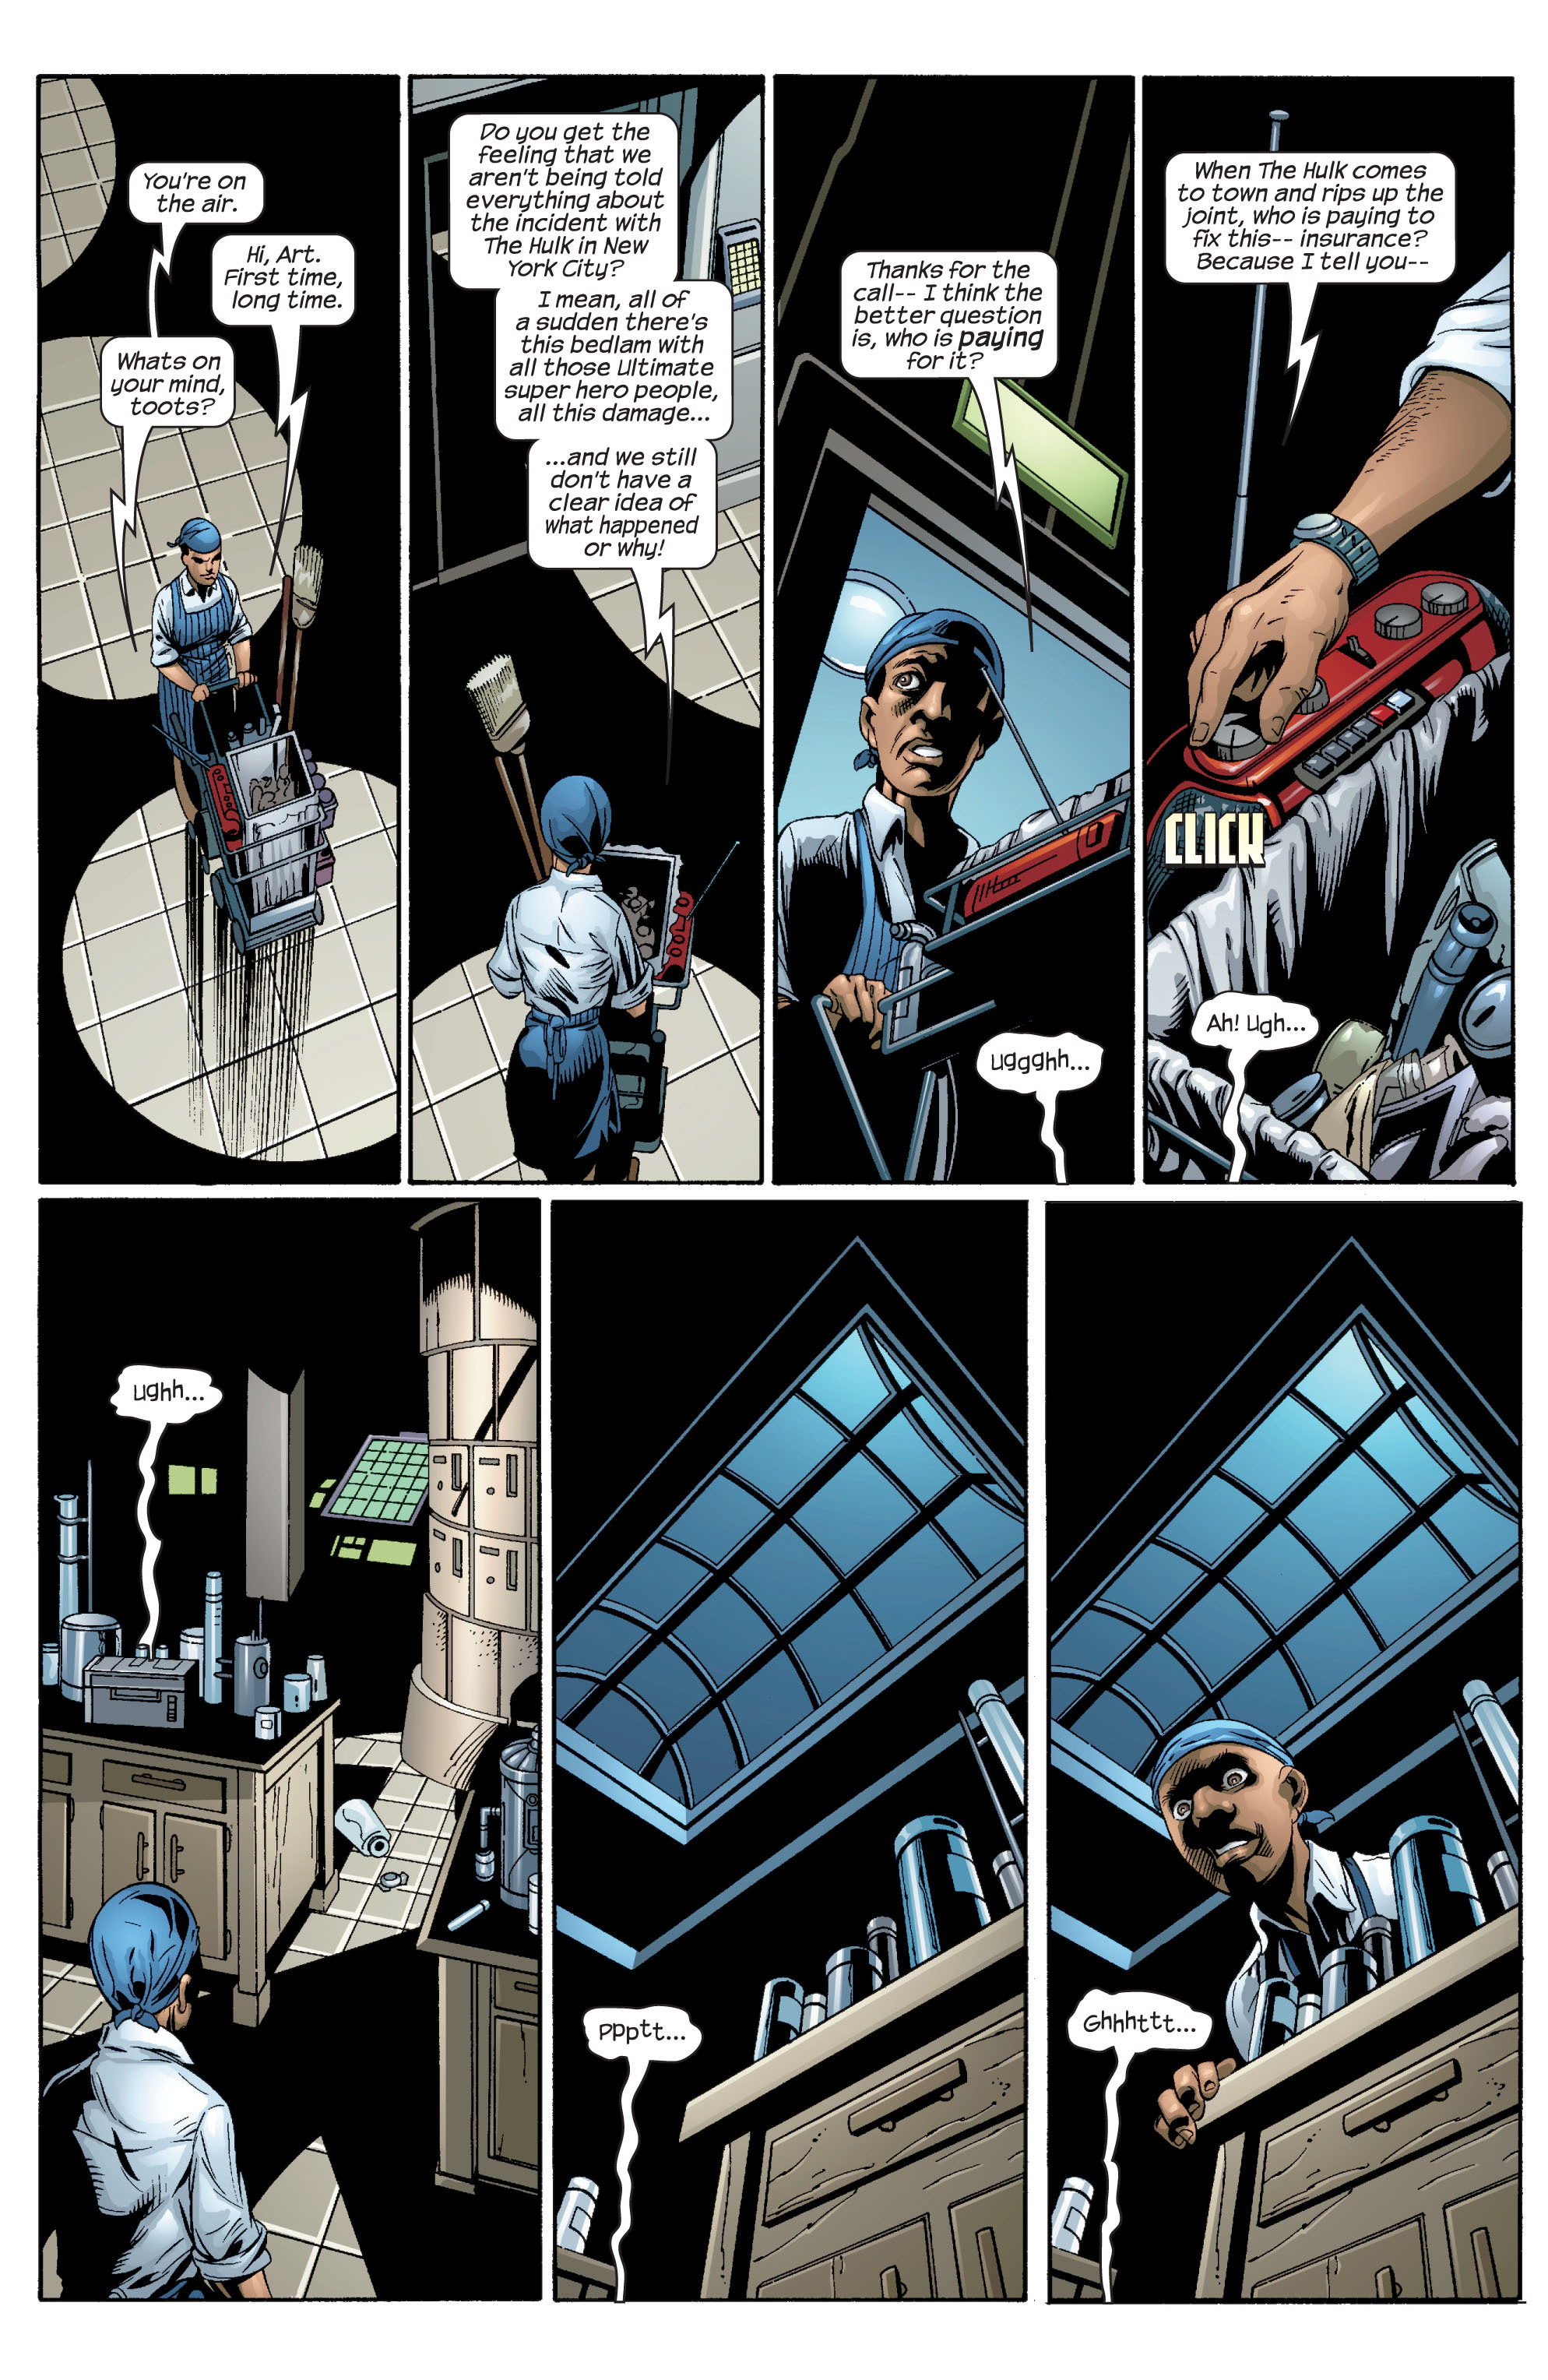 You're on
the air.
Hi, Art.
First time,
long time.
Whats on
your mind,
toots?
Do you get the
feeling that we
aren't being told
everything about
the incident with
The Hulk in New
York City?
I mean, all of
a sudden there's
this bedlam with
all those Ultimate
super hero people,
all this damage...
...and we still
don't have a
clear idea of
what happened
or why!
Thanks for the
call-- I think the
better question
is, who is paying
for it?
uggghh...
When The Hulk comes
to town and rips up the
joint, who is paying to
fix this-- insurance?
Because I tell you--
CLICK
Ah! Ugh...
ughh...
PPptt...
Ghhhttt...